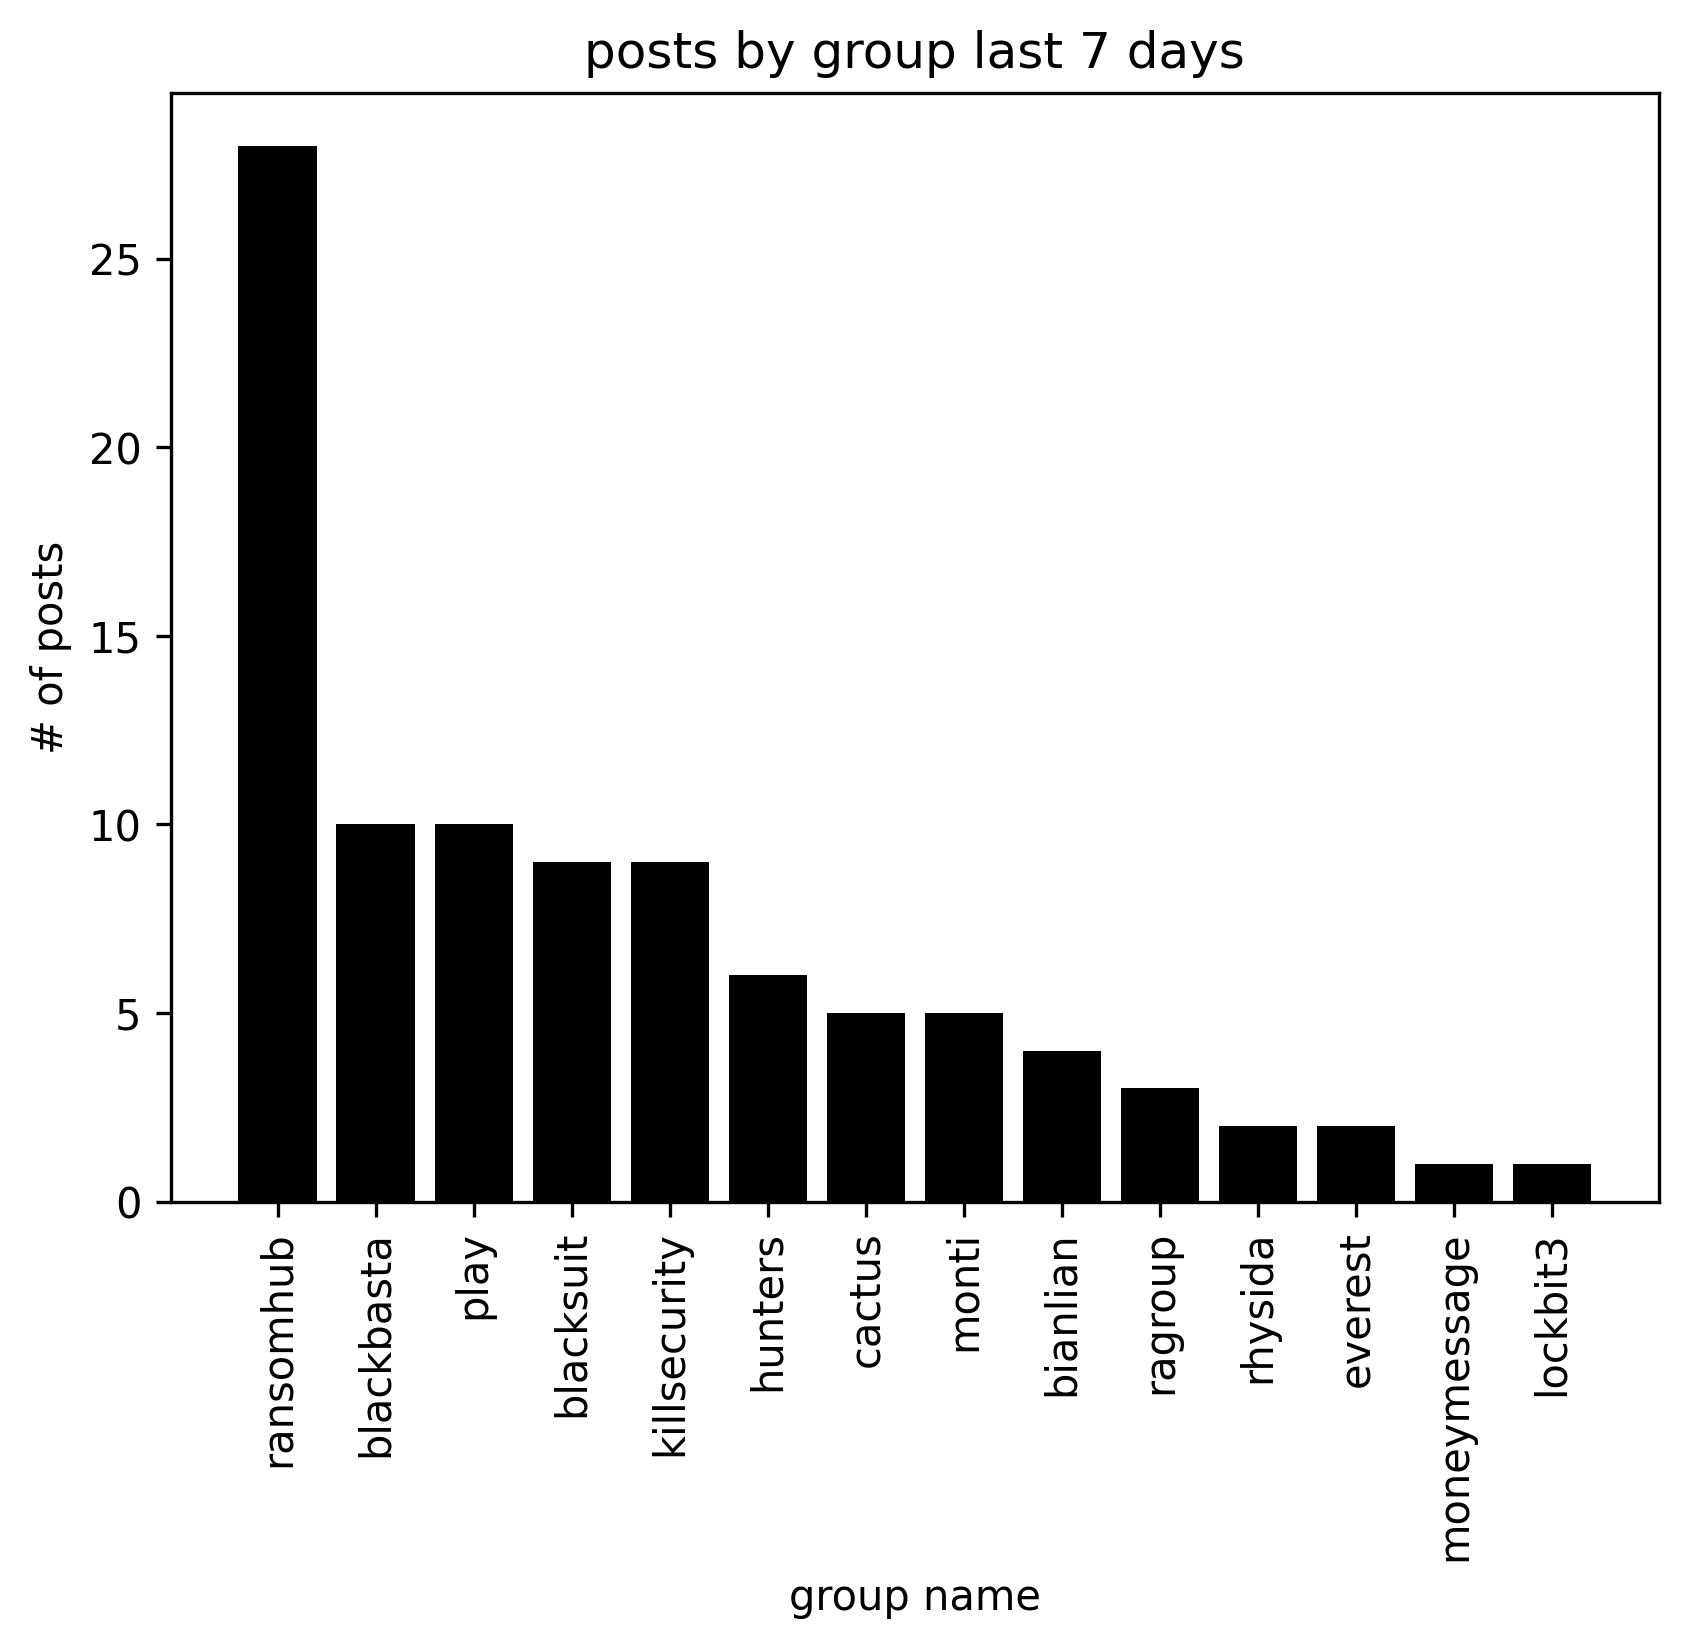 posts by group last 7 days
# of posts
25
20
15
10
5
0
ransomhub
blackbasta
play
blacksuit
killsecurity
hunters
cactus
monti
bianlian
ragroup
rhysida
everest
moneymessage
lockbit3
group name